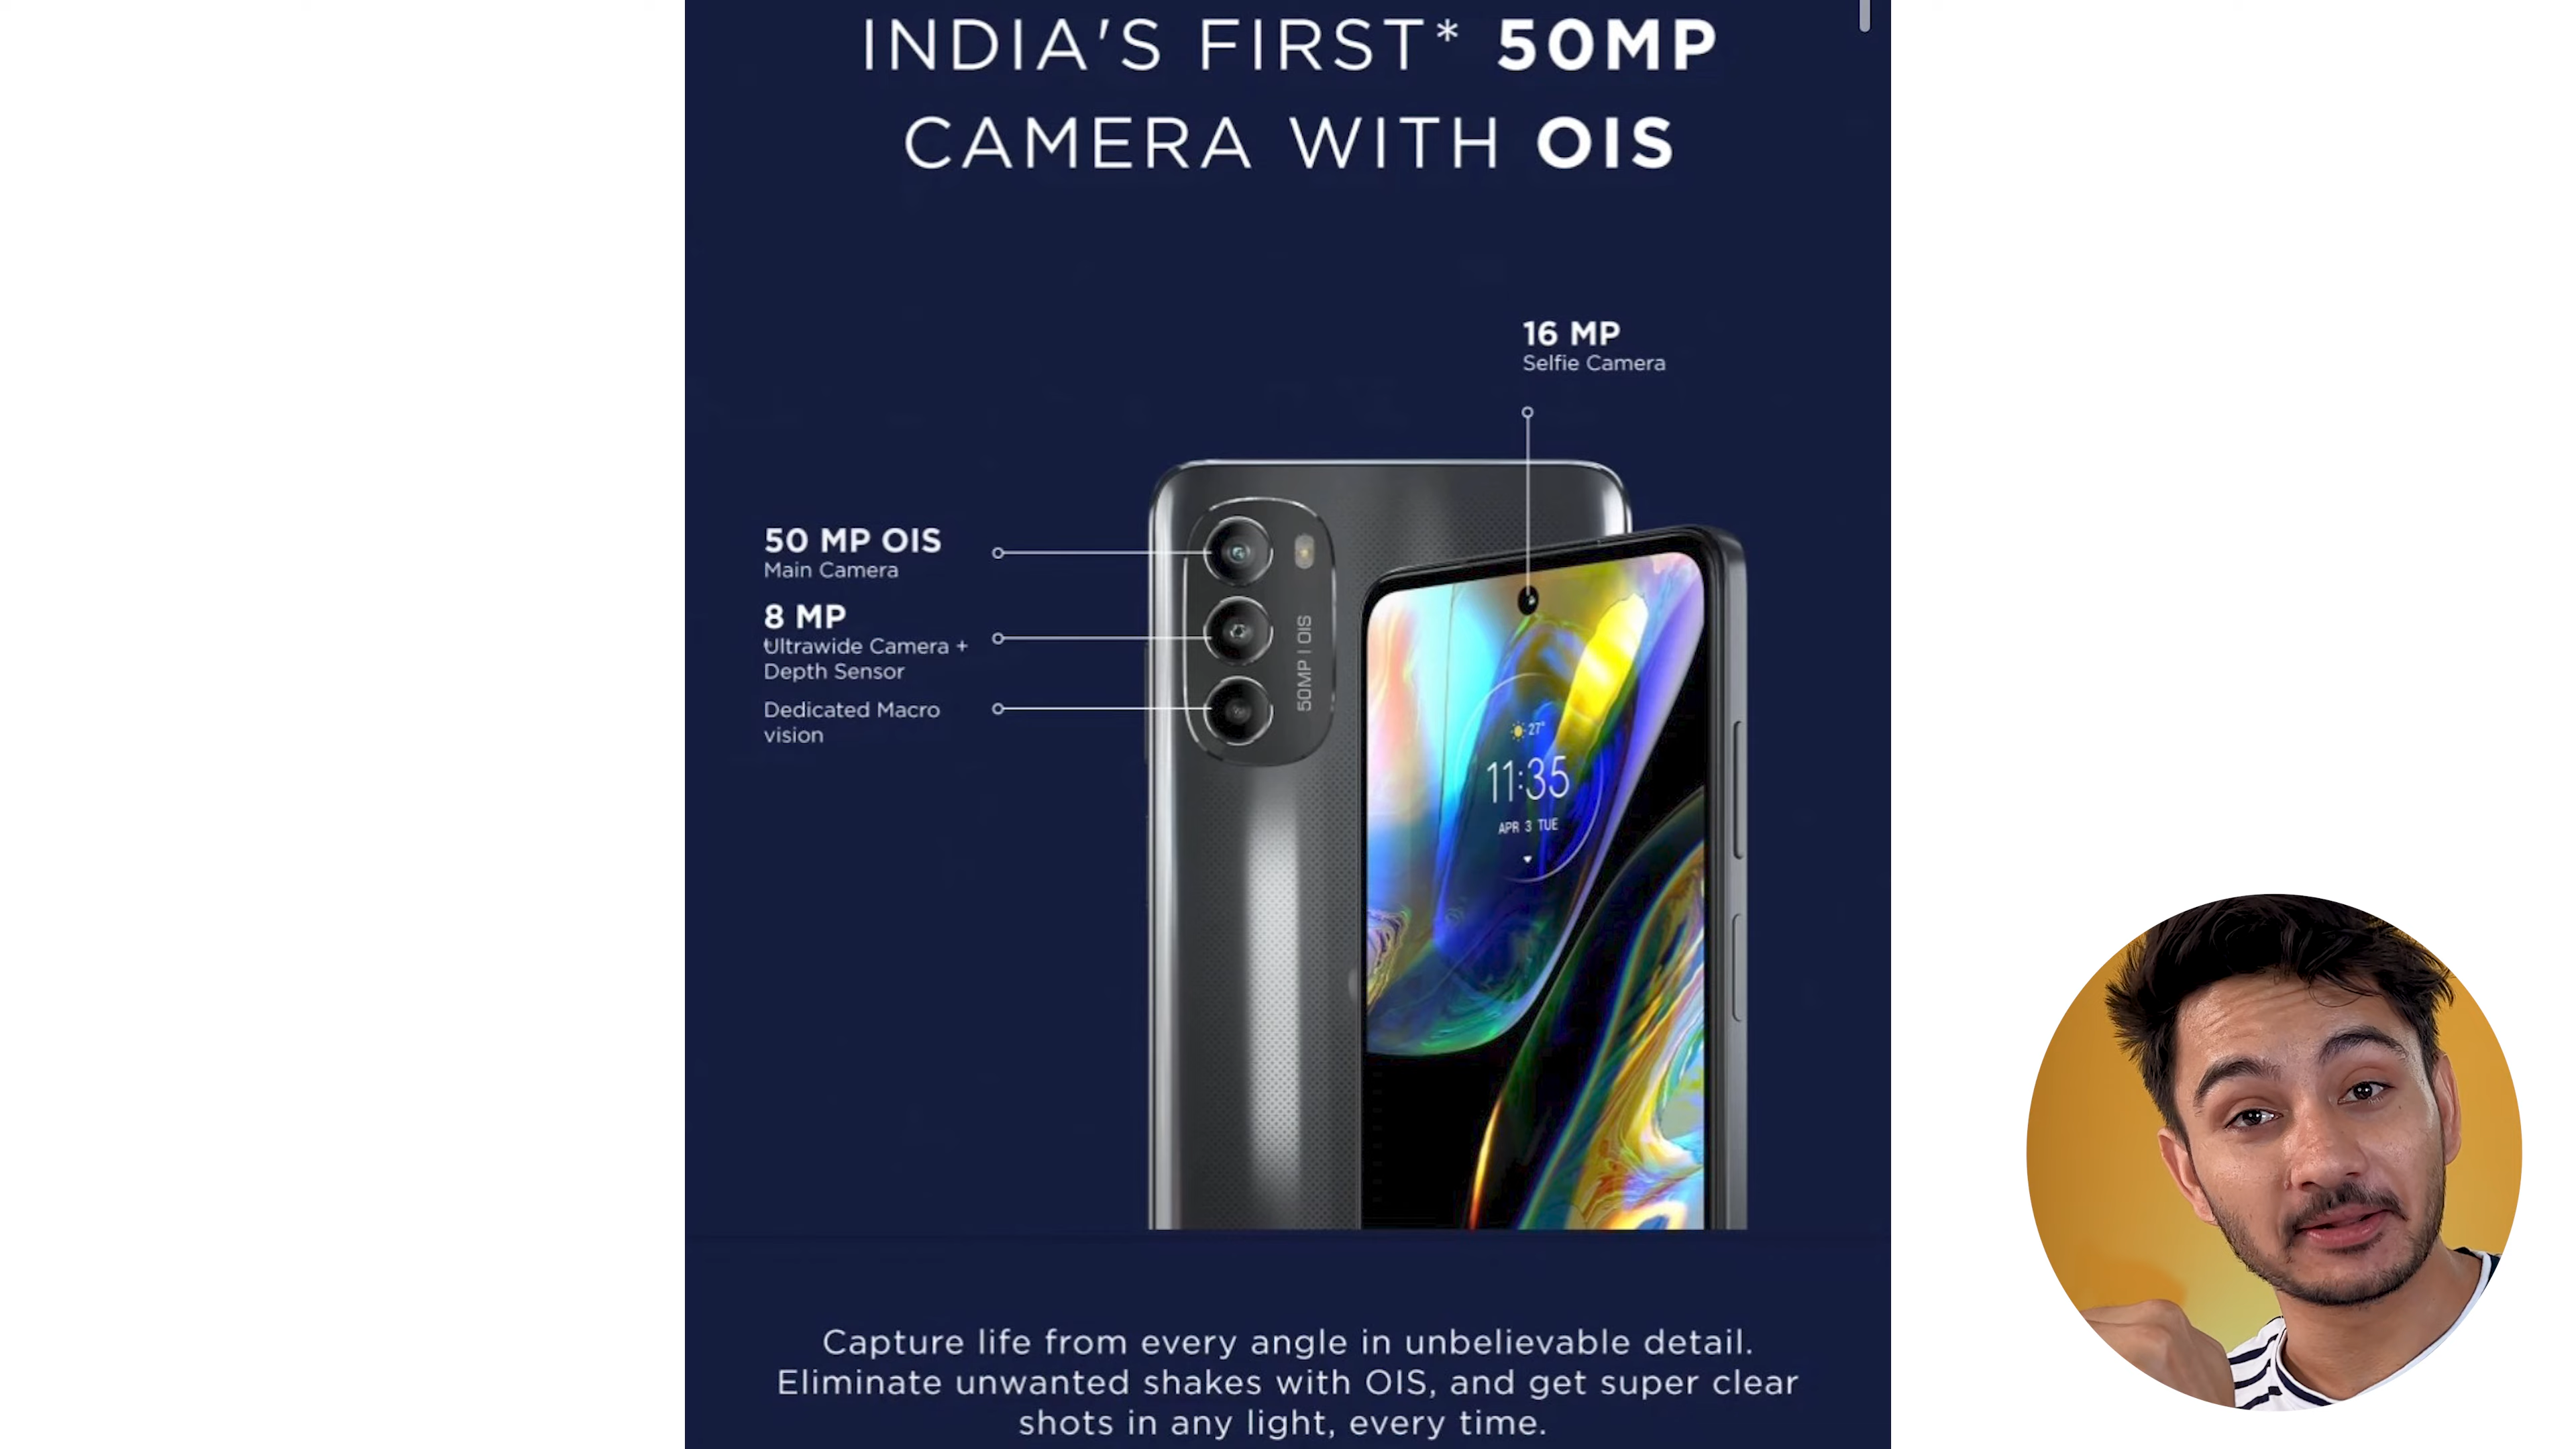 INDIA'S FIRST* 50MP
CAMERA WITH OIS
16 MP
Selfie Camera
50 MP OIS
Main Camera
8 MP
Ultrawide Camera +
Depth Sensor
Dedicated Macro
vision
50MP | OIS
27°
11:35
APR 3 TUE
Capture life from every angle in unbelievable detail.
Eliminate unwanted shakes with OIS, and get super clear
shots in any light, every time.